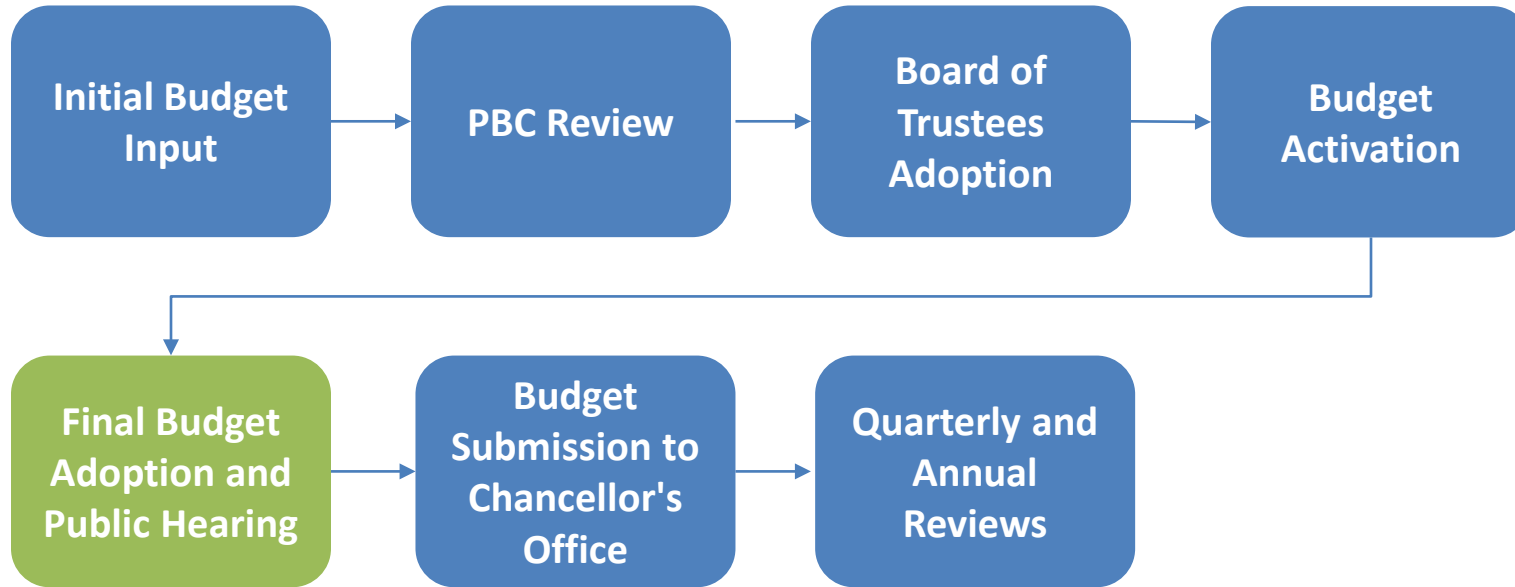 Initial Budget
Input
PBC Review
Board of
Trustees
Adoption
Budget
Activation
Final Budget
Adoption and
Public Hearing
Budget
Submission to
Chancellor's
Office
Quarterly and
Annual
Reviews